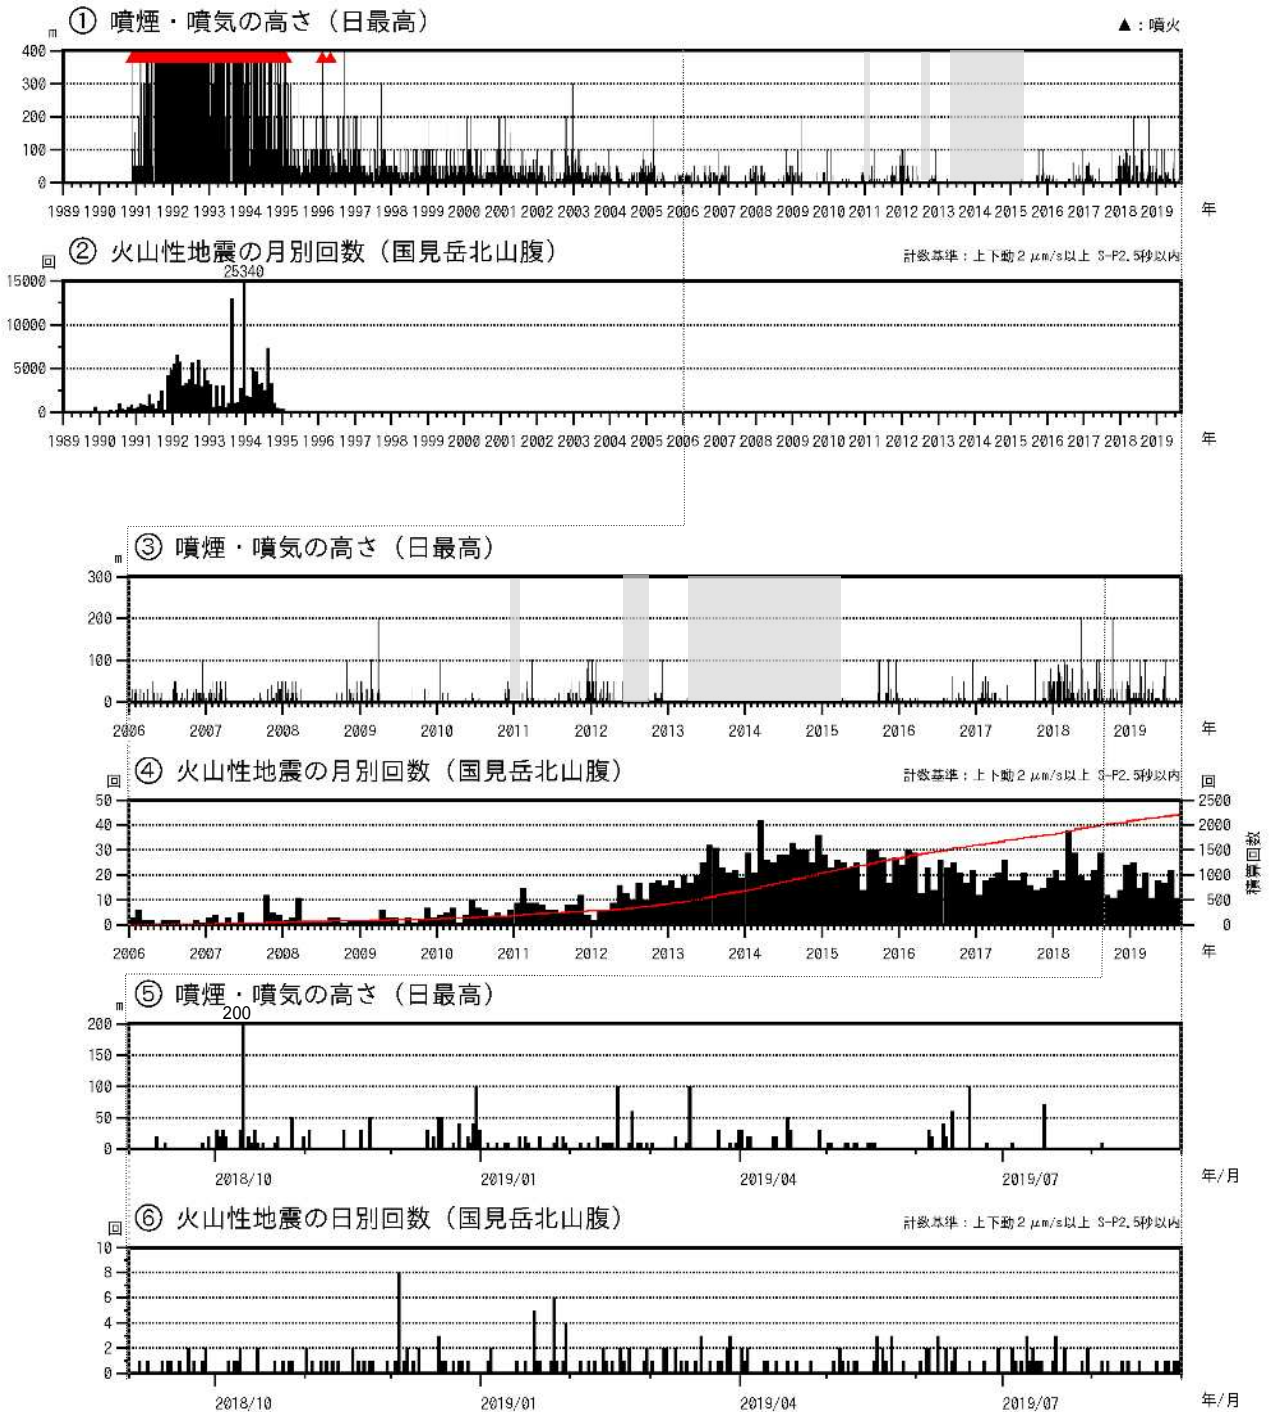 ① 噴煙・噴気の高さ（日最高） ▲：噴火
m
400
300
200
100
0
1989 1990 1991 1992 1993 1994 1995 1996 1997 1998 1999 2000 2001 2002 2003 2004 2005 2006 2007 2008 2009 2010 2011 2012 2013 2014 2015 2016 2017 2018 2019 年
② 火山性地震の月別回数（国見岳北山腹） 計数基準：上下動2μm/s以上 S-P2.5秒以内
回
25340
15000
10000
5000
0
1989 1990 1991 1992 1993 1994 1995 1996 1997 1998 1999 2000 2001 2002 2003 2004 2005 2006 2007 2008 2009 2010 2011 2012 2013 2014 2015 2016 2017 2018 2019 年
③ 噴煙・噴気の高さ（日最高）
m
300
200
100
0
2006 2007 2008 2009 2010 2011 2012 2013 2014 2015 2016 2017 2018 2019 年
④ 火山性地震の月別回数（国見岳北山腹） 計数基準：上下動2μm/s以上 S-P2.5秒以内
回 回
50 2500
40 2000
30 1500
20 1000
10 500
0 0
積算回数
2006 2007 2008 2009 2010 2011 2012 2013 2014 2015 2016 2017 2018 2019 年
⑤ 噴煙・噴気の高さ（日最高）
m
200
200
150
100
50
0
2018/10 2019/01 2019/04 2019/07 年/月
⑥ 火山性地震の日別回数（国見岳北山腹） 計数基準：上下動2μm/s以上 S-P2.5秒以内
回
10
8
6
4
2
0
2018/10 2019/01 2019/04 2019/07 年/月